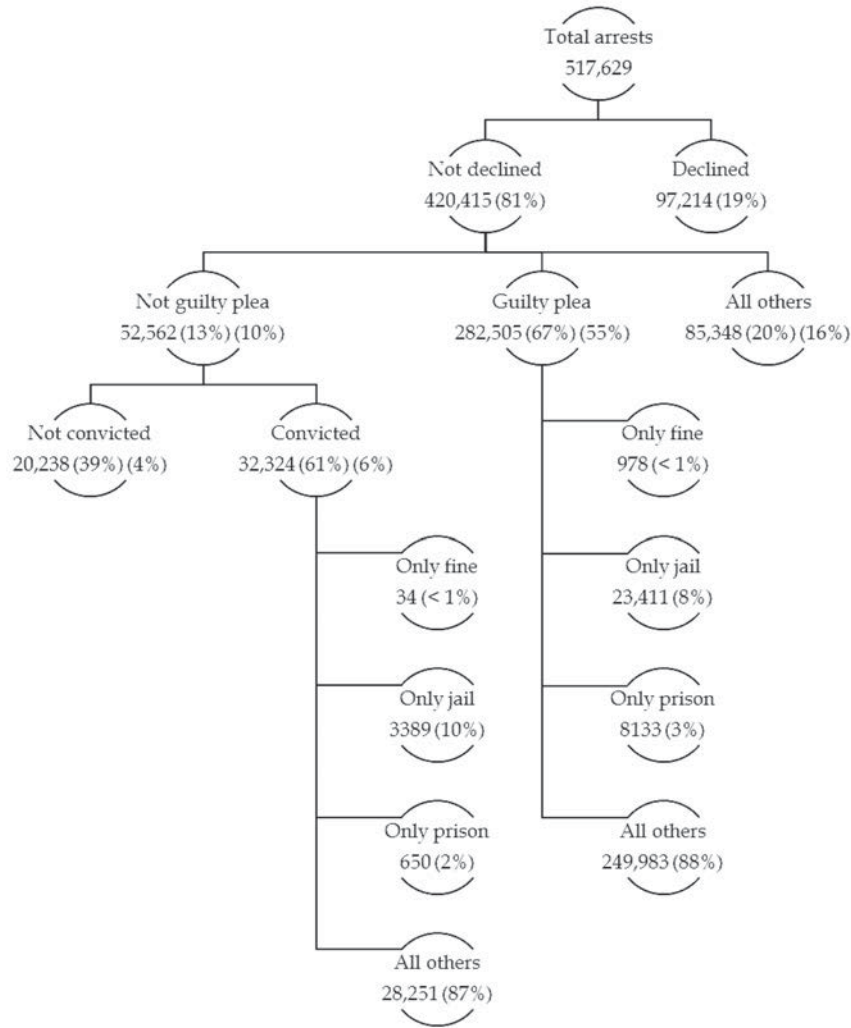 Total arrests
517,629
Not declined
420,415 (81%)
Declined
97,214 (19%)
Not guilty plea
52,562 (13%) (10%)
Guilty plea
282,505 (67%) (55%)
All others
85,348 (20%) (16%)
Not convicted
20,238 (39%) (4%)
Convicted
32,324 (61%) (6%)
Only fine
34 (< 1%)
Only jail
3389 (10%)
Only prison
650 (2%)
All others
28,251 (87%)
Only fine
978 (< 1%)
Only jail
23,411 (8%)
Only prison
8133 (3%)
All others
249,983 (88%)